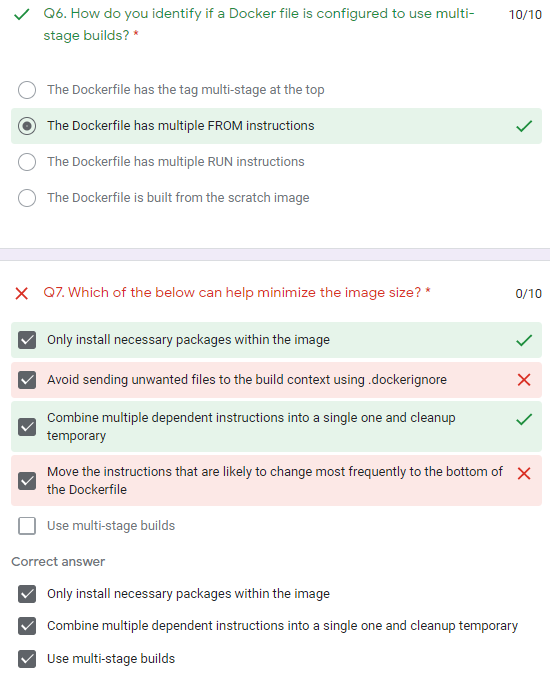 Q6. How do you identify if a Docker file is configured to use multi-
stage builds? *
10/10
The Dockerfile has the tag multi-stage at the top
The Dockerfile has multiple FROM instructions
The Dockerfile has multiple RUN instructions
The Dockerfile is built from the scratch image
Q7. Which of the below can help minimize the image size? *
0/10
Only install necessary packages within the image
Avoid sending unwanted files to the build context using .dockerignore
Combine multiple dependent instructions into a single one and cleanup
temporary
Move the instructions that are likely to change most frequently to the bottom of
the Dockerfile
Use multi-stage builds
Correct answer
Only install necessary packages within the image
Combine multiple dependent instructions into a single one and cleanup temporary
Use multi-stage builds